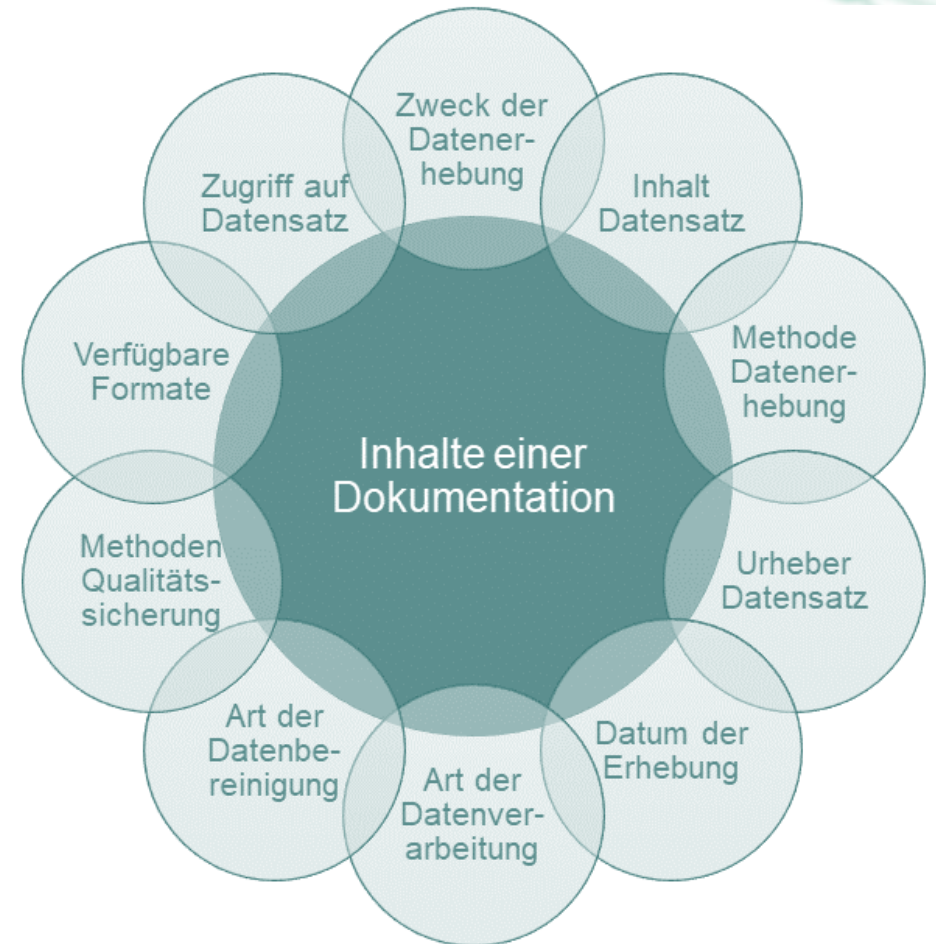 Zweck der
Datener-
hebung
Inhalt
Datensatz
Methode
Datener-
hebung
Urheber
Datensatz
Datum der
Erhebung
Art der
Datenver-
arbeitung
Art der
Datenbe-
reinigung
Methoden
Qualitäts-
sicherung
Verfügbare
Formate
Zugriff auf
Datensatz
Inhalte einer
Dokumentation